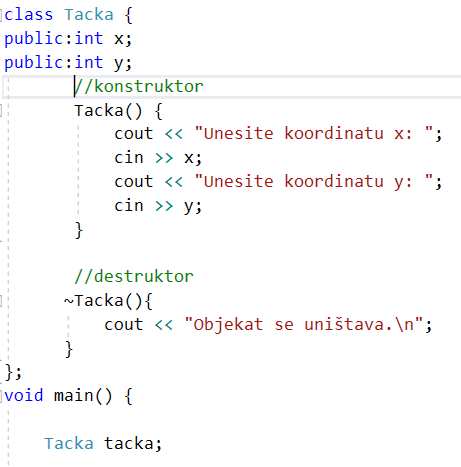 class Tacka {
public:int x;
public:int y;
//konstruktor
Tacka() {
cout << "Unesite koordinatu x: ";
cin >> x;
cout << "Unesite koordinatu y: ";
cin >> y;
}
//destruktor
~Tacka(){
cout << "Objekat se uništava.\n";
}
};
void main() {
Tacka tacka;